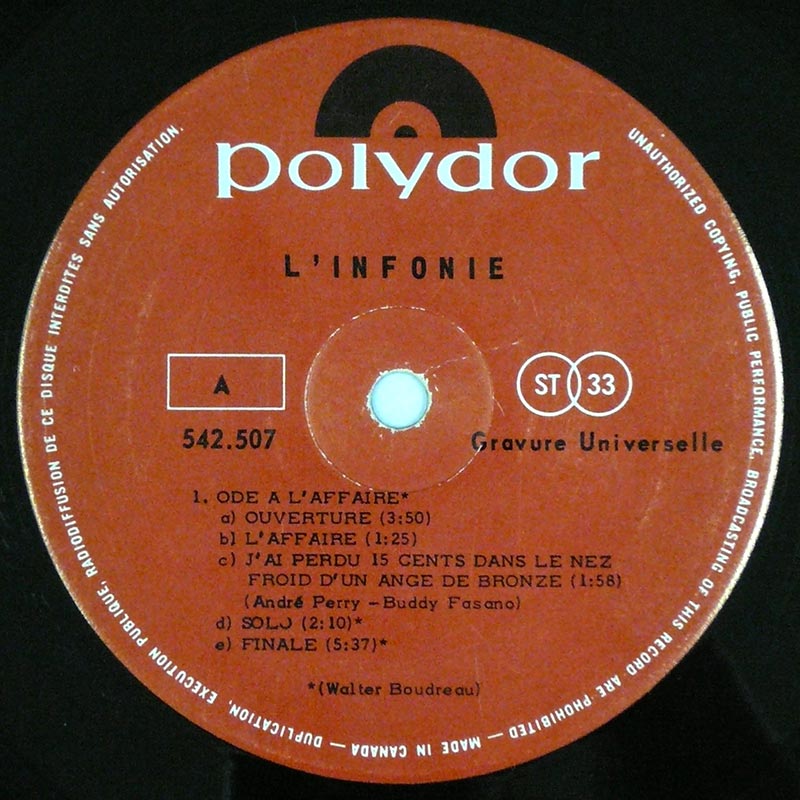 polydor
L'INFONIE
A
ST 33
542.507
Gravure Universelle
1. ODE A L'AFFAIRE*
a) OUVERTURE (3:50)
b) L'AFFAIRE (1:25)
c) J'AI PERDU 15 CENTS DANS LE NEZ
FROID D'UN ANGE DE BRONZE (1:58)
(André Perry – Buddy Fasano)
d) SOLO (2:10)*
e) FINALE (5:37)*
*(Walter Boudreau)
UNAUTHORIZED COPYING, PUBLIC PERFORMANCE, BROADCASTING OF THIS RECORD ARE PROHIBITED — MADE IN CANADA — DUPLICATION, EXECUTION PUBLIQUE, RADIODIFFUSION DE CE DISQUE INTERDITES SANS AUTORISATION.